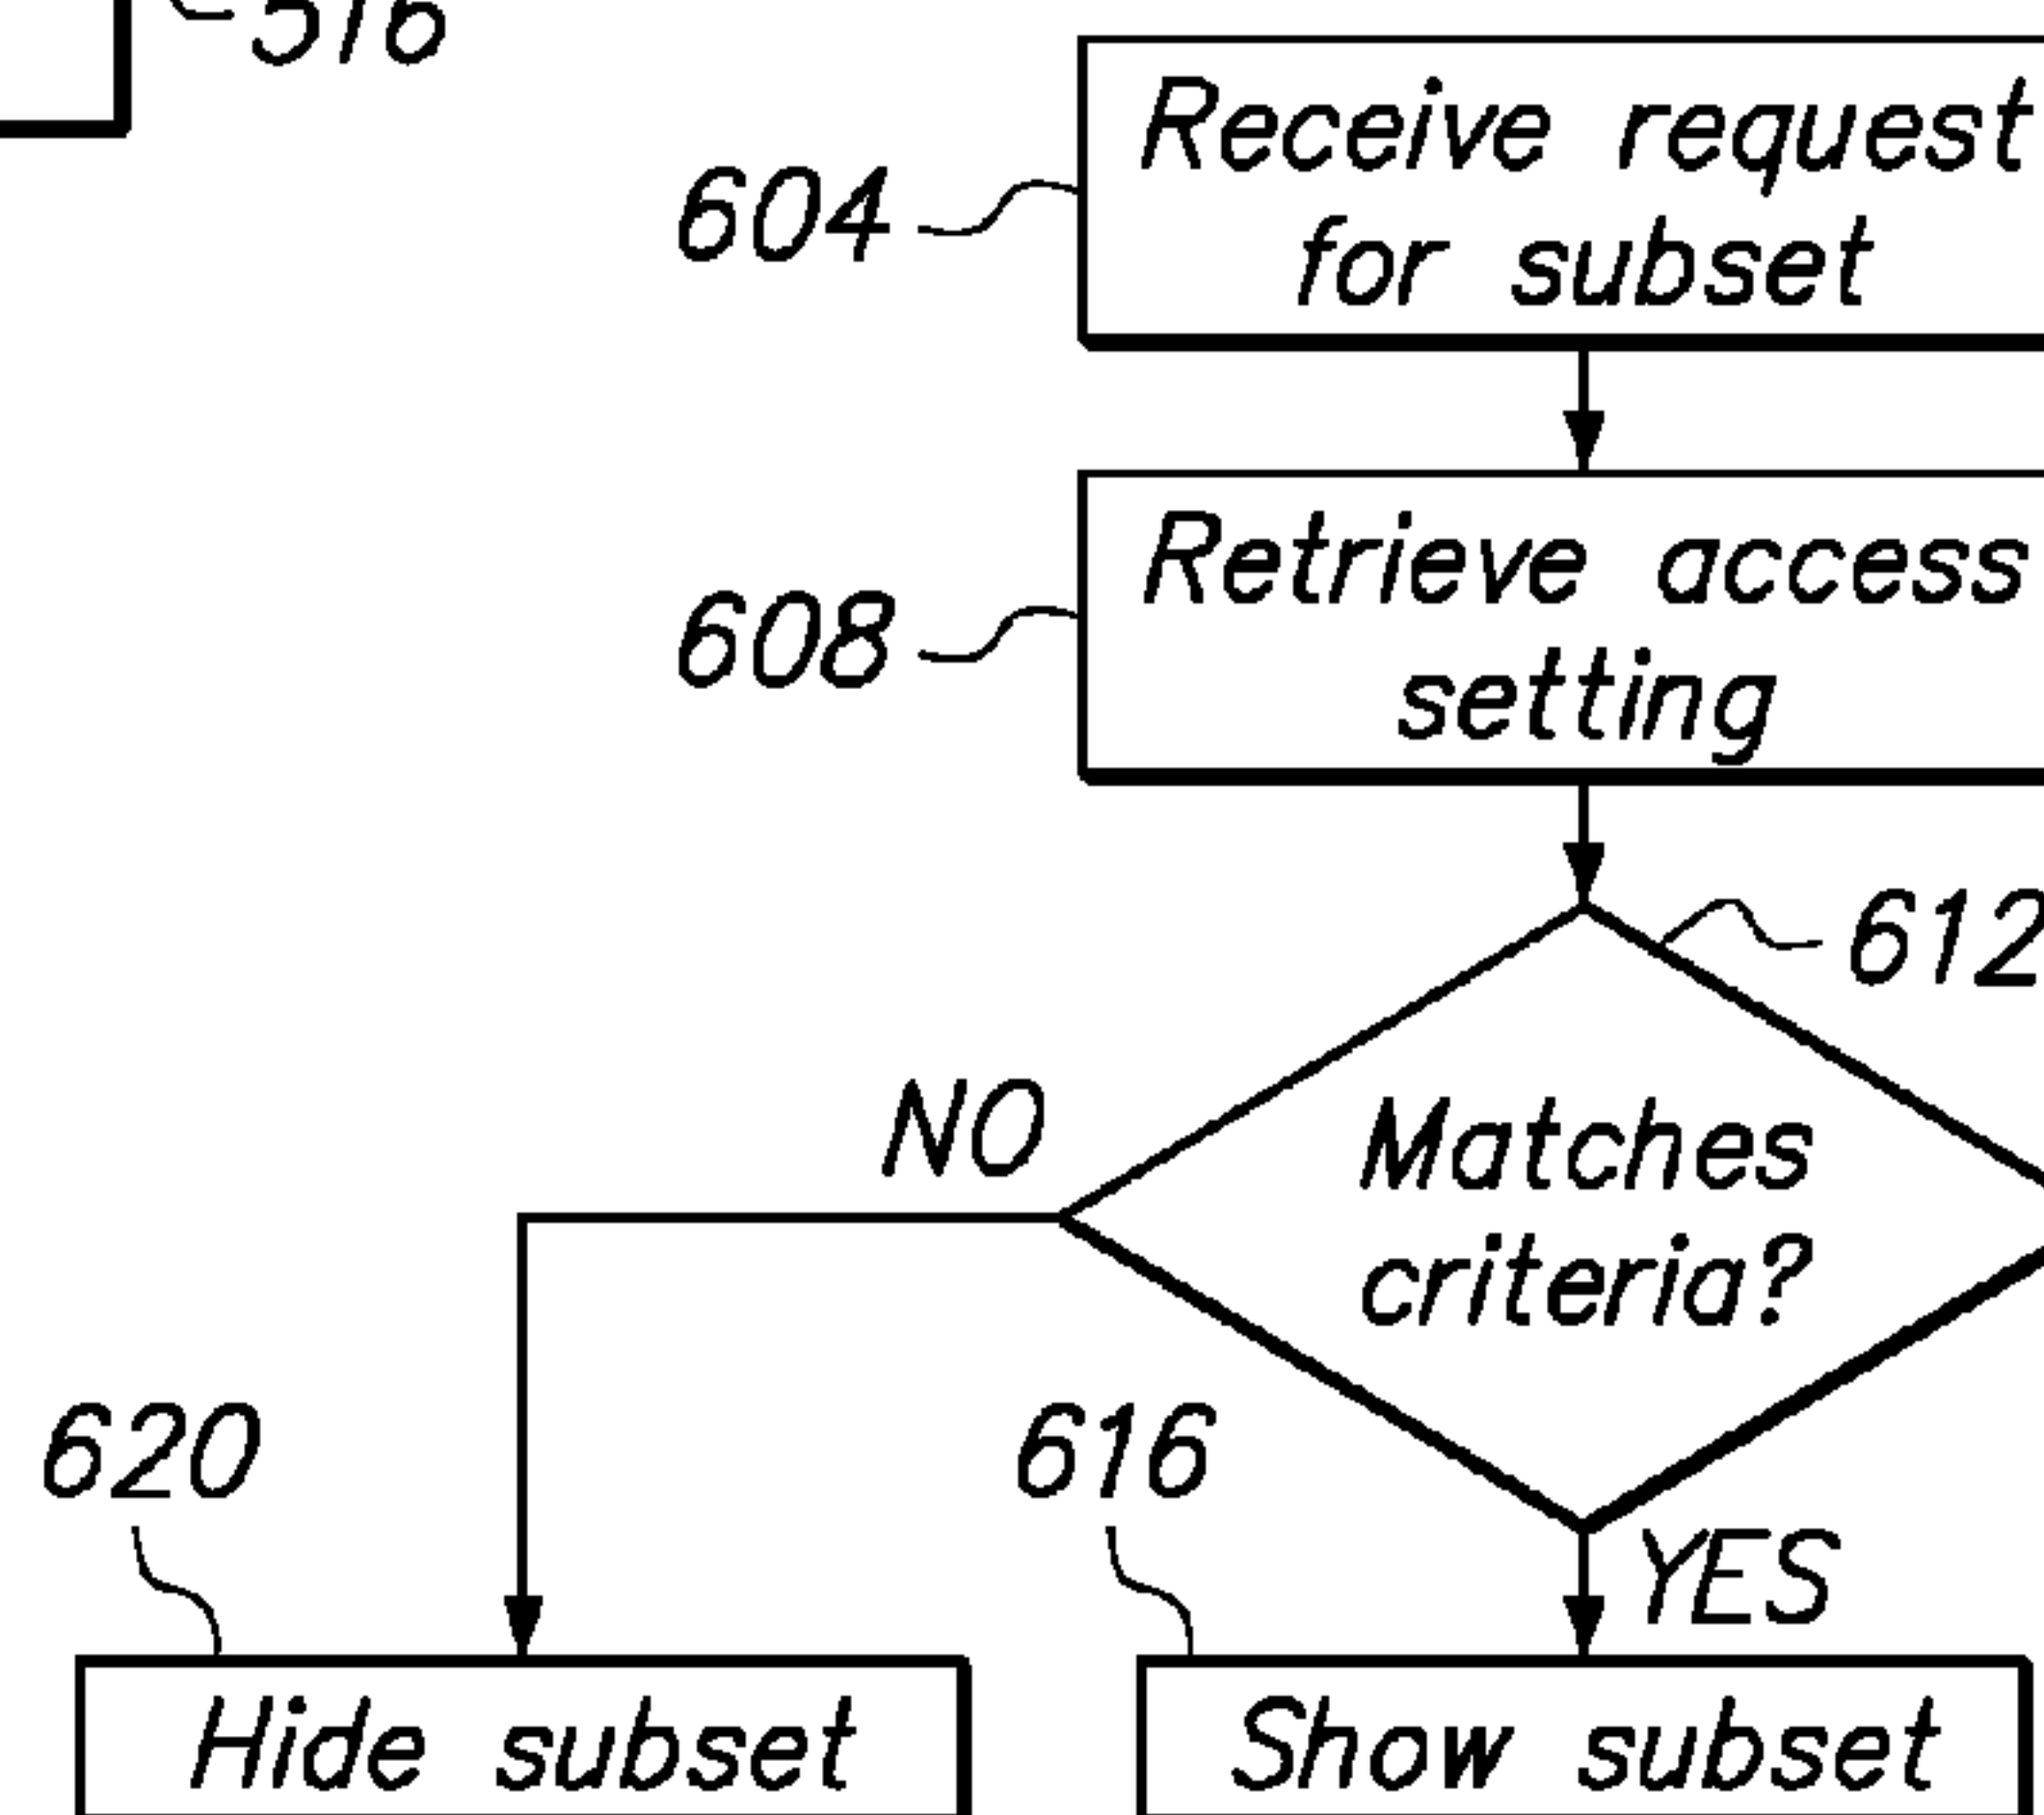 516
Receive request
for subset
604
Retrieve access
setting
608
612
Matches
criteria?
NO
YES
620
616
Hide subset
Show subset